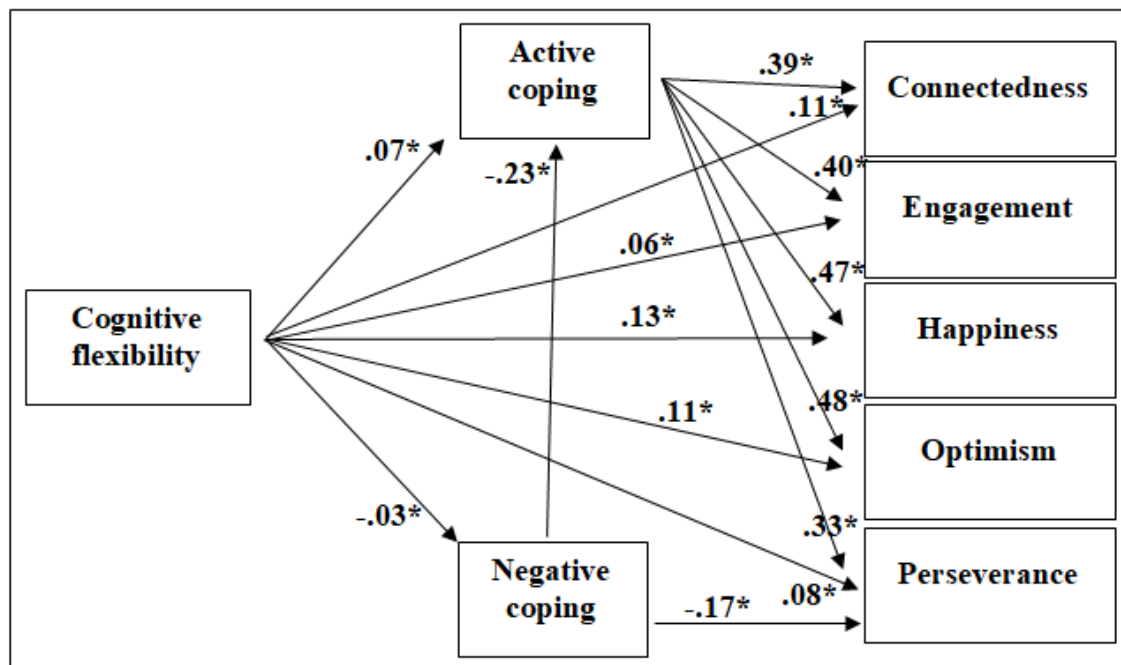 Active
coping
.39*
Connectedness
.11*
.07*
-.23*
.40*
Engagement
.06*
.47*
Cognitive
flexibility
.13*
Happiness
.11*
.48*
Optimism
-.03*
.33*
Negative
coping
-.17*
.08*
Perseverance